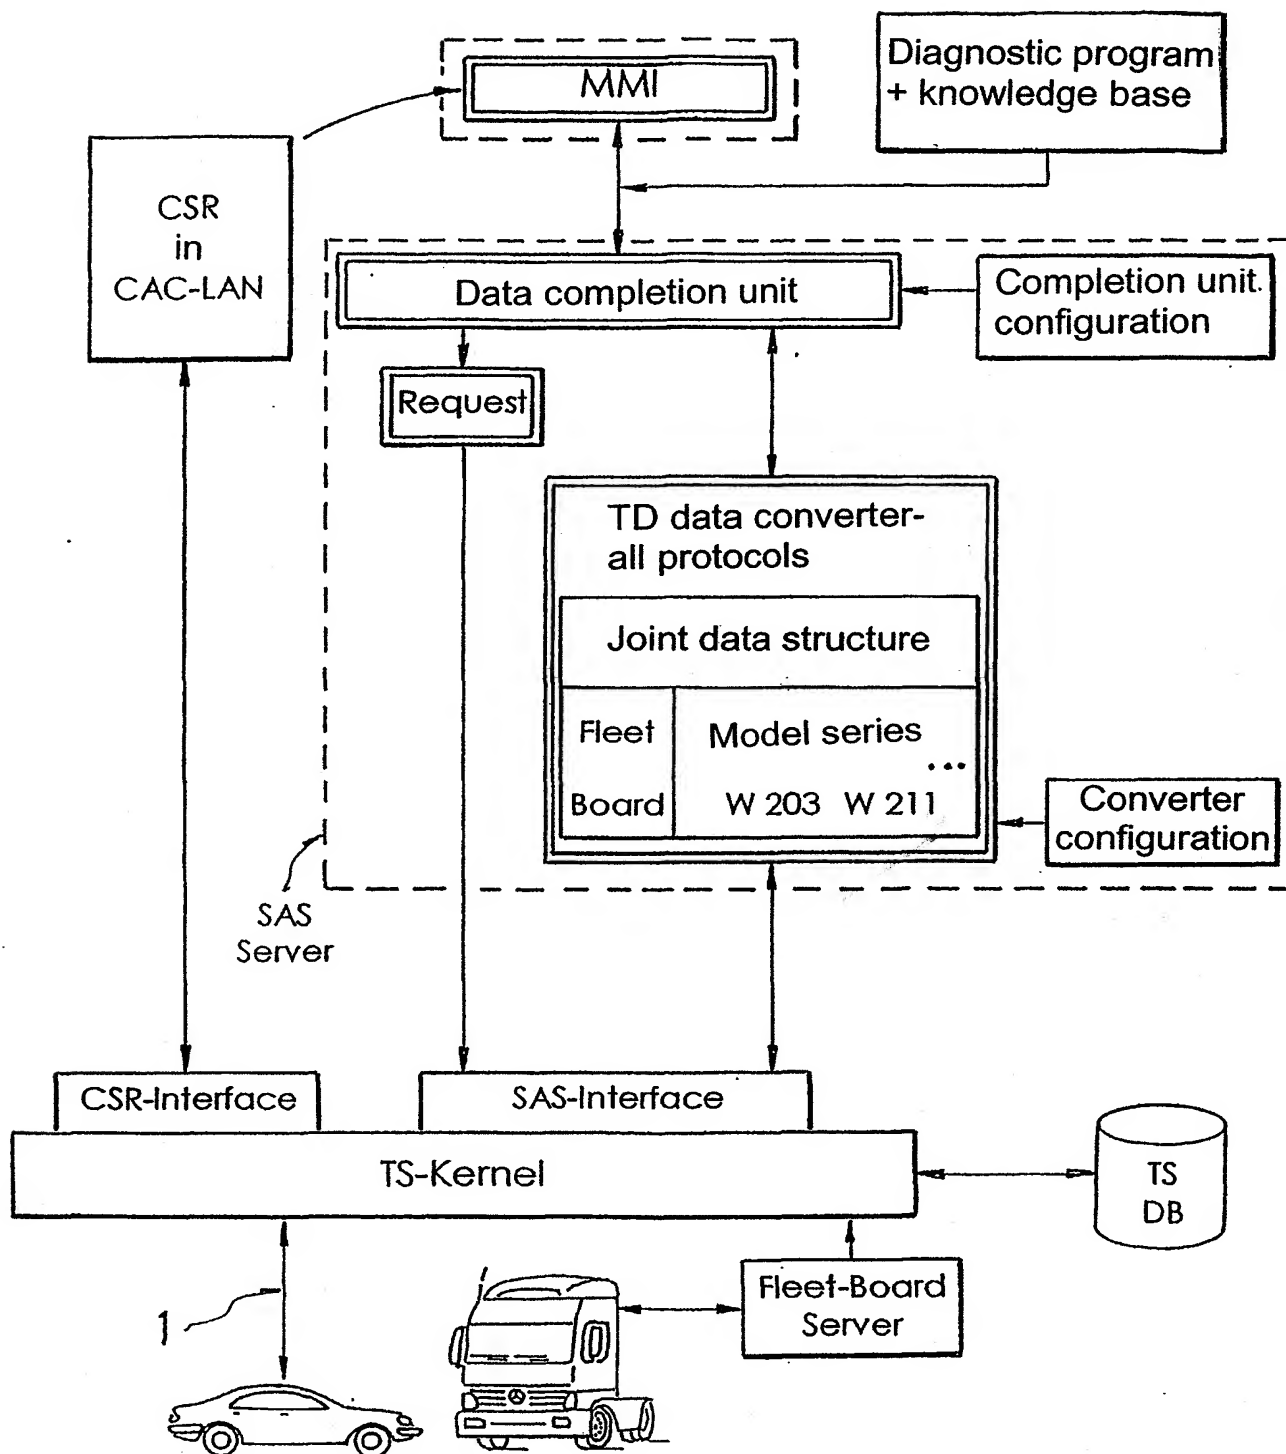 MMI
Diagnostic program
+ knowledge base
CSR
in
CAC-LAN
Data completion unit
Completion unit.
configuration
Request
TD data converter-
all protocols
Joint data structure
Fleet
Board
Model series
...
W 203 W 211
Converter
configuration
SAS
Server
CSR-Interface
SAS-Interface
TS-Kernel
TS
DB
Fleet-Board
Server
1